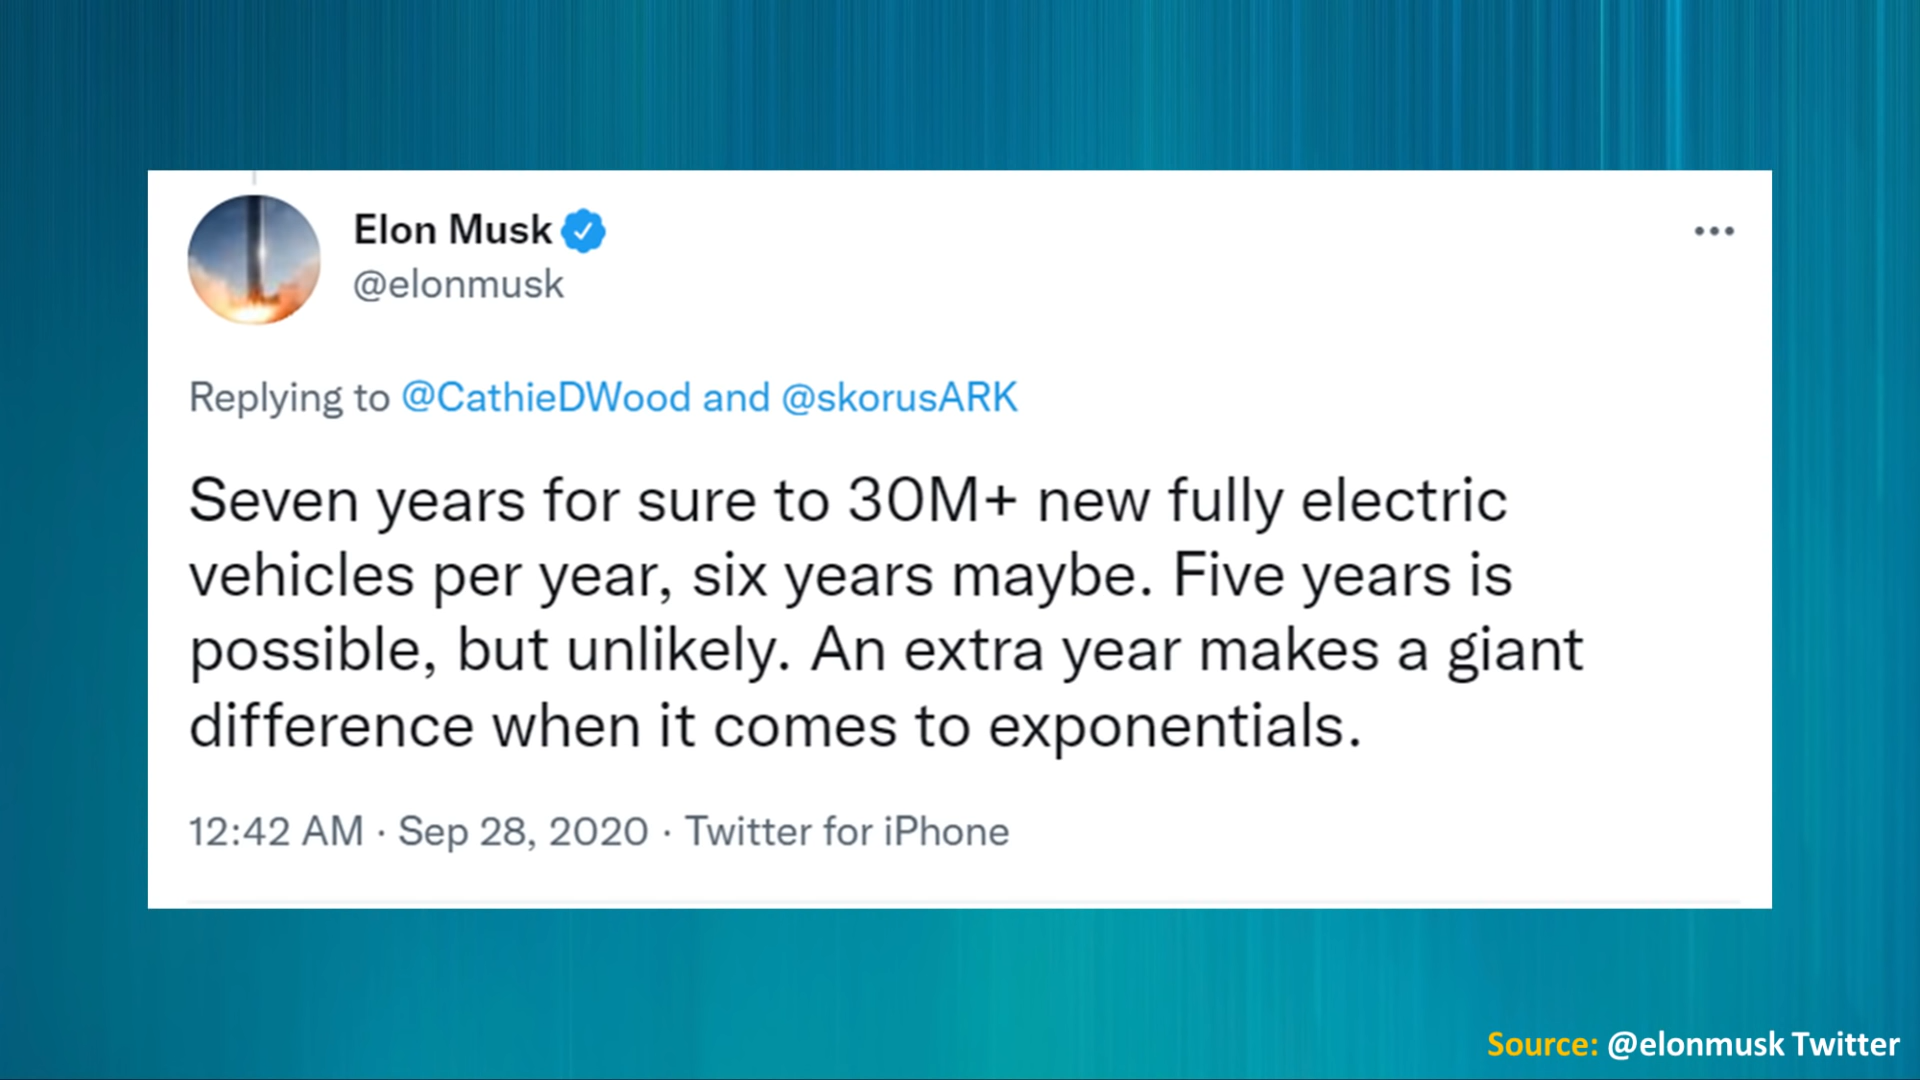 Elon Musk
@elonmusk
Replying to @CathieDWood and @skorusARK
Seven years for sure to 30M+ new fully electric
vehicles per year, six years maybe. Five years is
possible, but unlikely. An extra year makes a giant
difference when it comes to exponentials.
12:42 AM · Sep 28, 2020 · Twitter for iPhone
Source: @elonmusk Twitter